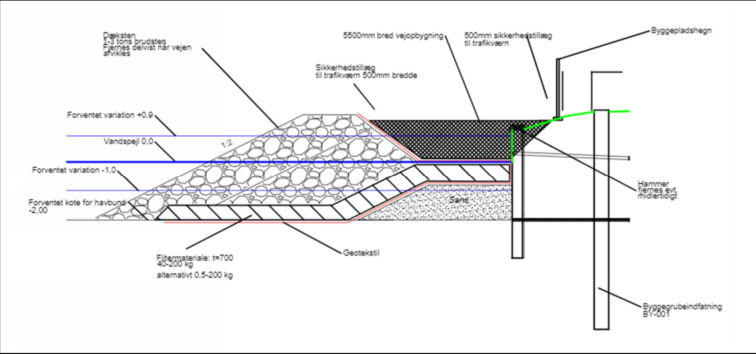 Dæksten
1-3 tons brudsten
Fjernes delvist når vejen
afvikles
5500mm bred vejopbygning
500mm sikkerhedstillæg
til trafikværn
Byggepladshegn
Sikkerhedstillæg
til trafikværn 500mm bredde
Forventet variation +0,9
Vandspejl 0,0
1:2
Forventet variation -1,0
Forventet kote for havbund
-2,00
Sand
Hammer
fjernes evt.
midlertidigt
Geotekstil
Filtermateriale: t=700
40-200 kg
alternativt 0,5-200 kg
Byggegrubeindfatning
BY-001